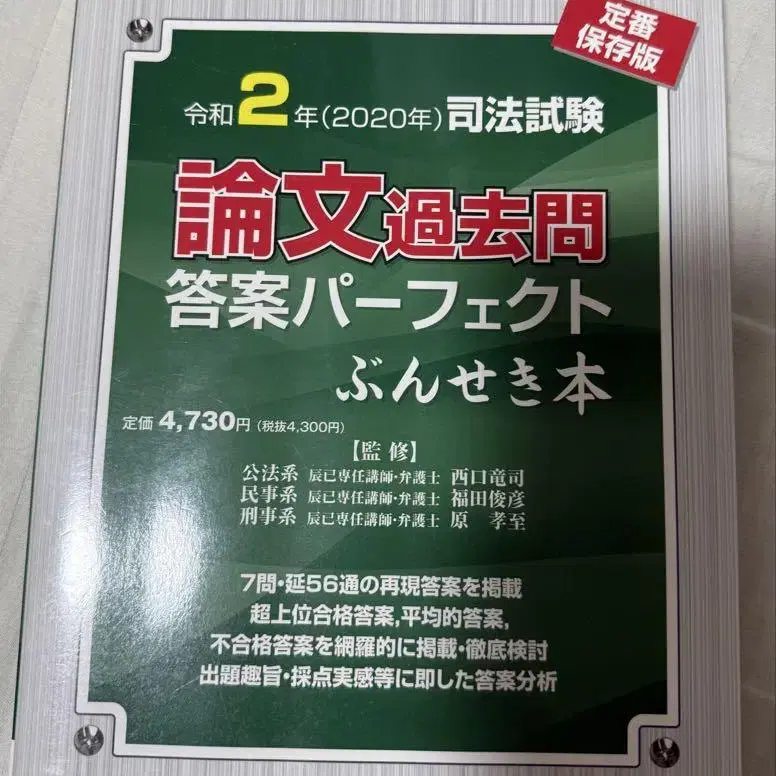 定番
保存版
令和2年(2020年)司法試験
論文過去問
答案パーフェクト
ぶんせき本
定価 4,730円(税抜4,300円)
【監修】
公法系 辰已専任講師・弁護士 西口竜司
民事系 辰已専任講師・弁護士 福田俊彦
刑事系 辰已専任講師・弁護士 原 孝至
7問・延56通の再現答案を掲載
超上位合格答案,平均的答案,
不合格答案を網羅的に掲載・徹底検討
出題趣旨・採点実感等に即した答案分析